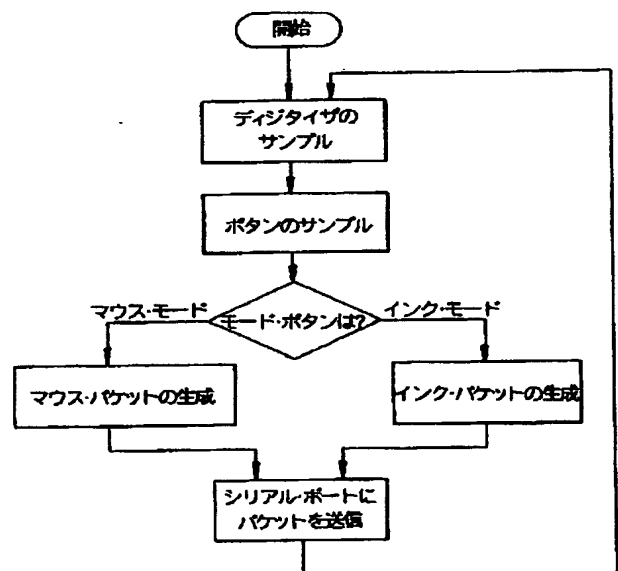 開始
ディジタイザの
サンプル
ボタンのサンプル
マウス・モード
モード・ボタンは?
インク・モード
マウス・パケットの生成
インク・パケットの生成
シリアル・ポートに
パケットを送信